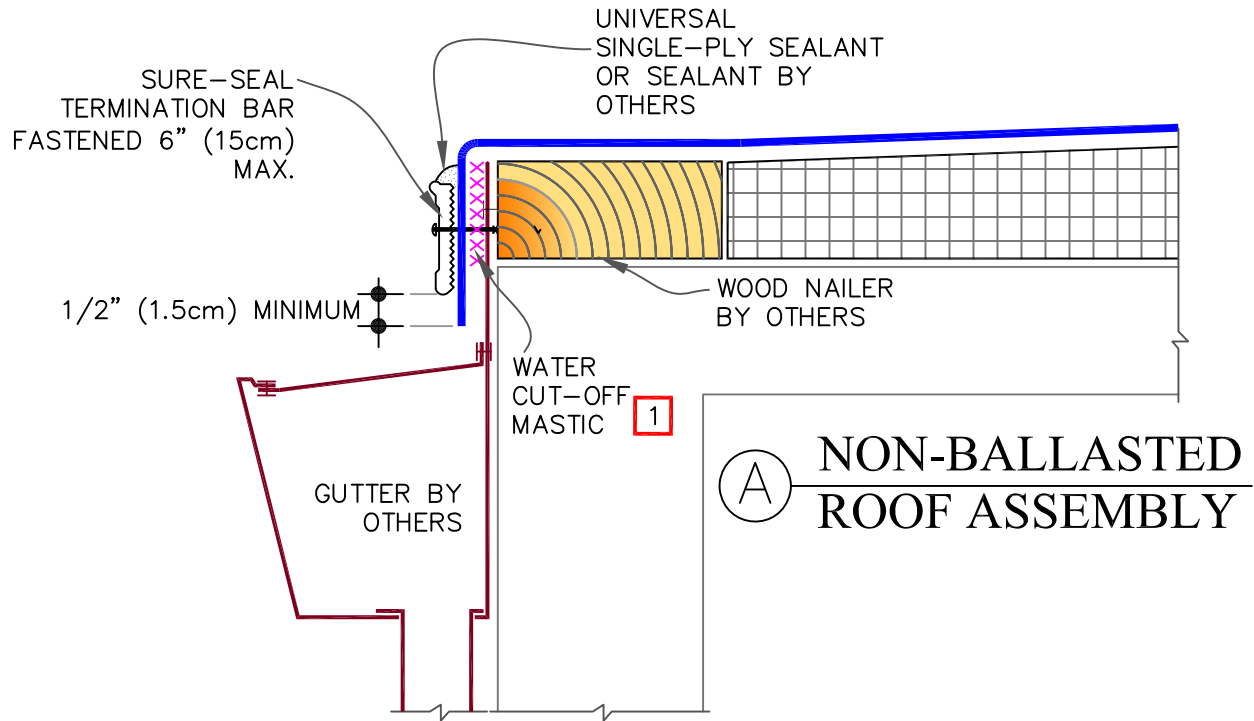 UNIVERSAL
SINGLE-PLY SEALANT
OR SEALANT BY
OTHERS
SURE-SEAL
TERMINATION BAR
FASTENED 6" (15cm)
MAX.
1/2" (1.5cm) MINIMUM
WOOD NAILER
BY OTHERS
WATER
CUT-OFF
MASTIC
1
GUTTER BY
OTHERS
A
NON-BALLASTED
ROOF ASSEMBLY